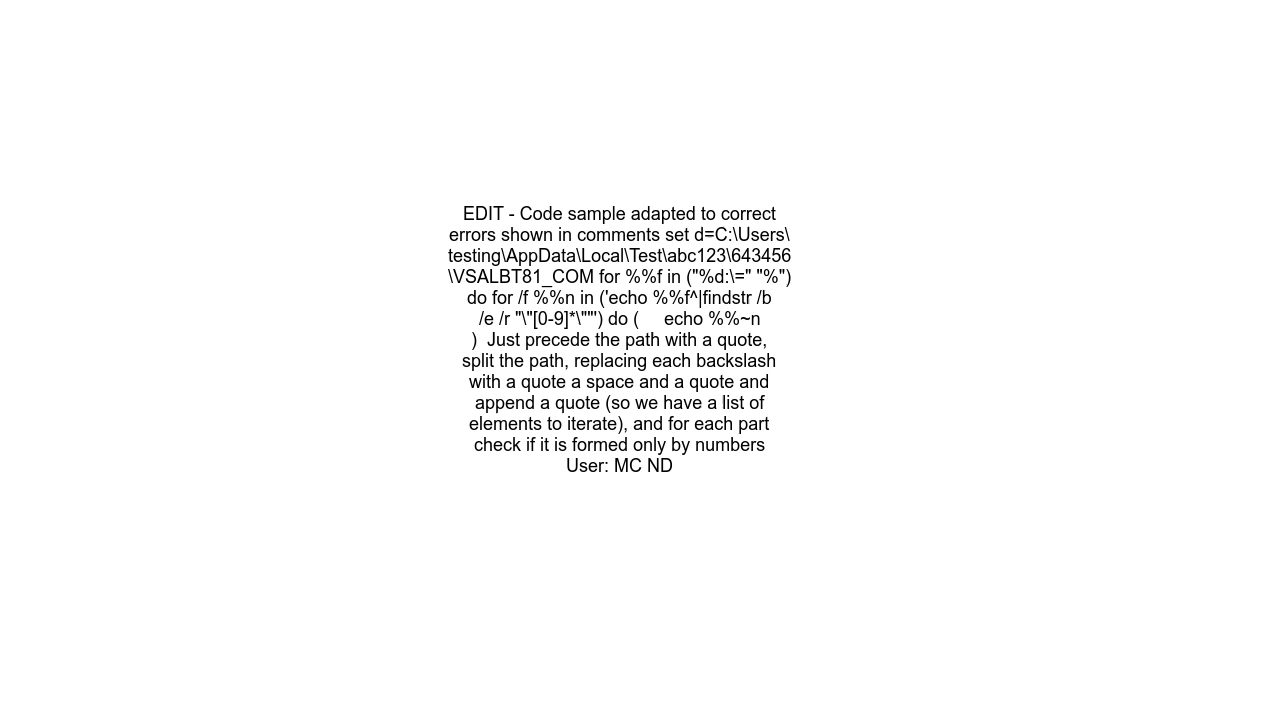 EDIT - Code sample adapted to correct
errors shown in comments set d=C:\Users\
testing\AppData\Local\Test\abc123\643456
\VSALBT81_COM for %%f in ("%d:\=" "%")
do for /f %%n in ('echo %%f^|findstr /b
/e /r "\"[0-9]*\""') do (     echo %%~n
)  Just precede the path with a quote,
split the path, replacing each backslash
with a quote a space and a quote and
append a quote (so we have a list of
elements to iterate), and for each part
check if it is formed only by numbers
User: MC ND